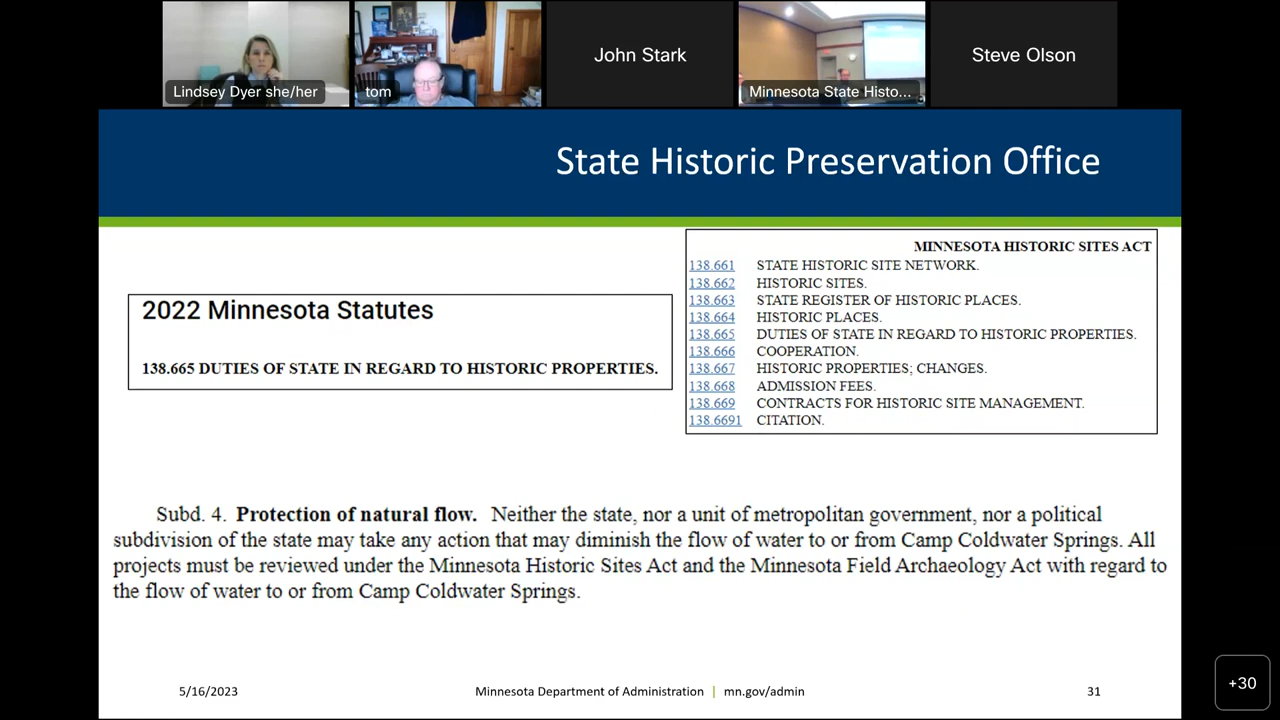 Lindsey Dyer she/her
tom
John Stark
Minnesota State Histo...
Steve Olson
State Historic Preservation Office
2022 Minnesota Statutes
138.665 DUTIES OF STATE IN REGARD TO HISTORIC PROPERTIES.
MINNESOTA HISTORIC SITES ACT
138.661 STATE HISTORIC SITE NETWORK.
138.662 HISTORIC SITES.
138.663 STATE REGISTER OF HISTORIC PLACES.
138.664 HISTORIC PLACES.
138.665 DUTIES OF STATE IN REGARD TO HISTORIC PROPERTIES.
138.666 COOPERATION.
138.667 HISTORIC PROPERTIES; CHANGES.
138.668 ADMISSION FEES.
138.669 CONTRACTS FOR HISTORIC SITE MANAGEMENT.
138.6691 CITATION.
Subd. 4. Protection of natural flow. Neither the state, nor a unit of metropolitan government, nor a political
subdivision of the state may take any action that may diminish the flow of water to or from Camp Coldwater Springs. All
projects must be reviewed under the Minnesota Historic Sites Act and the Minnesota Field Archaeology Act with regard to
the flow of water to or from Camp Coldwater Springs.
5/16/2023
Minnesota Department of Administration | mn.gov/admin
31
+30